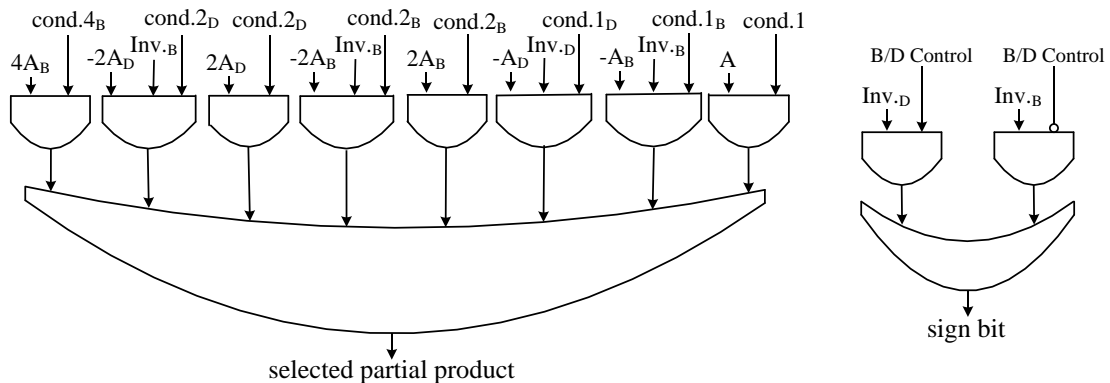 cond.4B cond.2D cond.2D cond.2B cond.2B cond.1D cond.1B cond.1
4AB -2AD Inv.B 2AD -2AB Inv.B 2AB -AD Inv.D -AB Inv.B A
selected partial product
B/D Control B/D Control
Inv.D Inv.B
sign bit